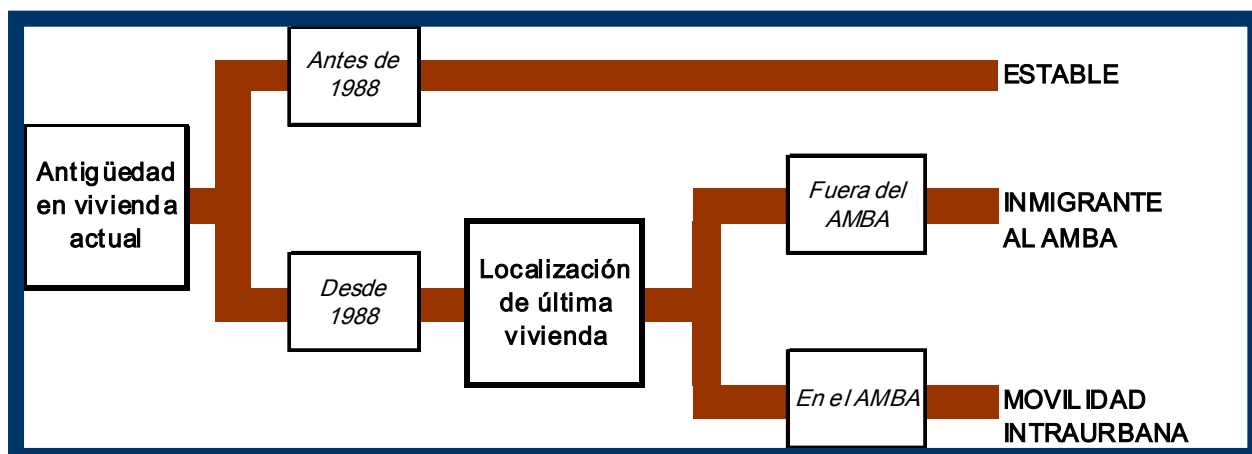 Antigüedad
en vivienda
actual
Antes de
1988
ESTABLE
Desde
1988
Localización
de última
vivienda
Fuera del
AMBA
INMIGRANTE
AL AMBA
En el AMBA
MOVILIDAD
INTRAURBANA